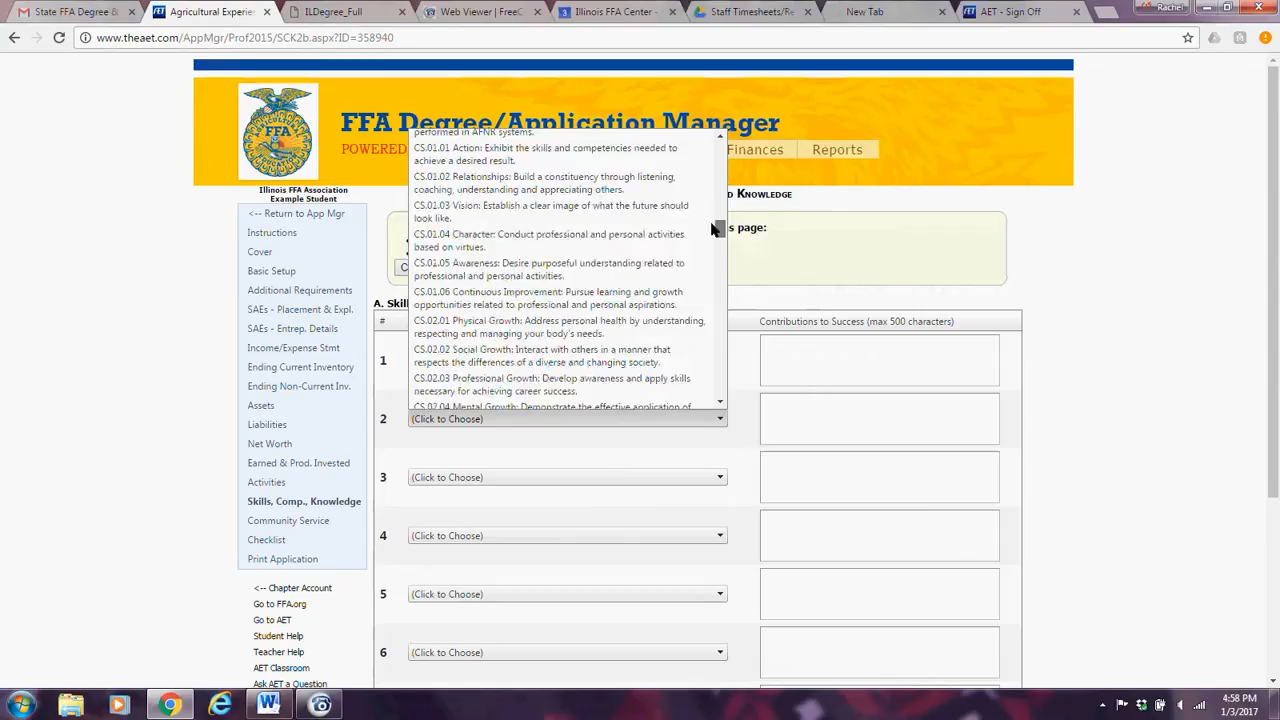 State FFA Degree &
Agricultural Experie
ILDegree_Full
Web Viewer | FreeC
Illinois FFA Center -
Staff Timesheets/Re
New Tab
AET - Sign Off
Rachel
www.theaet.com/AppMgr/Prof2015/SCK2b.aspx?ID=358940
FFA
FFA Degree/Application Manager
POWERED
Finances
Reports
Illinois FFA Association
Example Student
<-- Return to App Mgr
Instructions
Cover
Basic Setup
Additional Requirements
SAEs - Placement & Expl.
SAEs - Entrep. Details
Income/Expense Stmt
Ending Current Inventory
Ending Non-Current Inv.
Assets
Liabilities
Net Worth
Earned & Prod. Invested
Activities
Skills, Comp., Knowledge
Community Service
Checklist
Print Application
<-- Chapter Account
Go to FFA.org
Go to AET
Student Help
Teacher Help
AET Classroom
Ask AET a Question
Knowledge
s page:
A. Skil
performed in AFNR systems.
CS.01.01 Action: Exhibit the skills and competencies needed to
achieve a desired result.
CS.01.02 Relationships: Build a constituency through listening,
coaching, understanding and appreciating others.
CS.01.03 Vision: Establish a clear image of what the future should
look like.
CS.01.04 Character: Conduct professional and personal activities
based on virtues.
CS.01.05 Awareness: Desire purposeful understanding related to
professional and personal activities.
CS.01.06 Continuous Improvement: Pursue learning and growth
opportunities related to professional and personal aspirations.
CS.02.01 Physical Growth: Address personal health by understanding,
respecting and managing your body's needs.
CS.02.02 Social Growth: Interact with others in a manner that
respects the differences of a diverse and changing society.
CS.02.03 Professional Growth: Develop awareness and apply skills
necessary for achieving career success.
CS.02.04 Mental Growth: Demonstrate the effective application of
#
Contributions to Success (max 500 characters)
1
2 (Click to Choose)
3 (Click to Choose)
4 (Click to Choose)
5 (Click to Choose)
6 (Click to Choose)
4:58 PM
1/3/2017